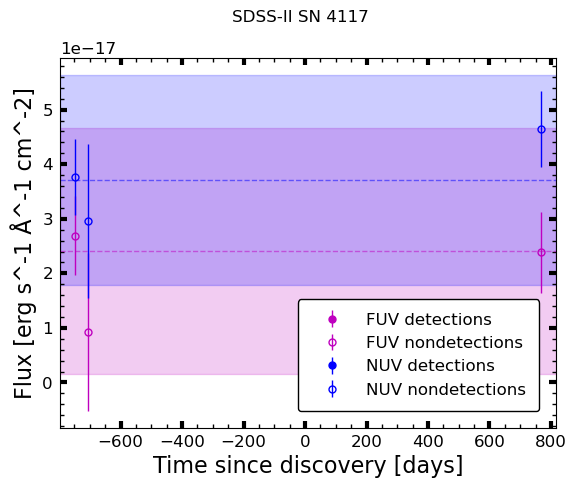 SDSS-II SN 4117
1e−17
Flux [erg s^-1 Å^-1 cm^-2]
5
4
3
2
1
0
FUV detections
FUV nondetections
NUV detections
NUV nondetections
−600 −400 −200 0 200 400 600 800
Time since discovery [days]